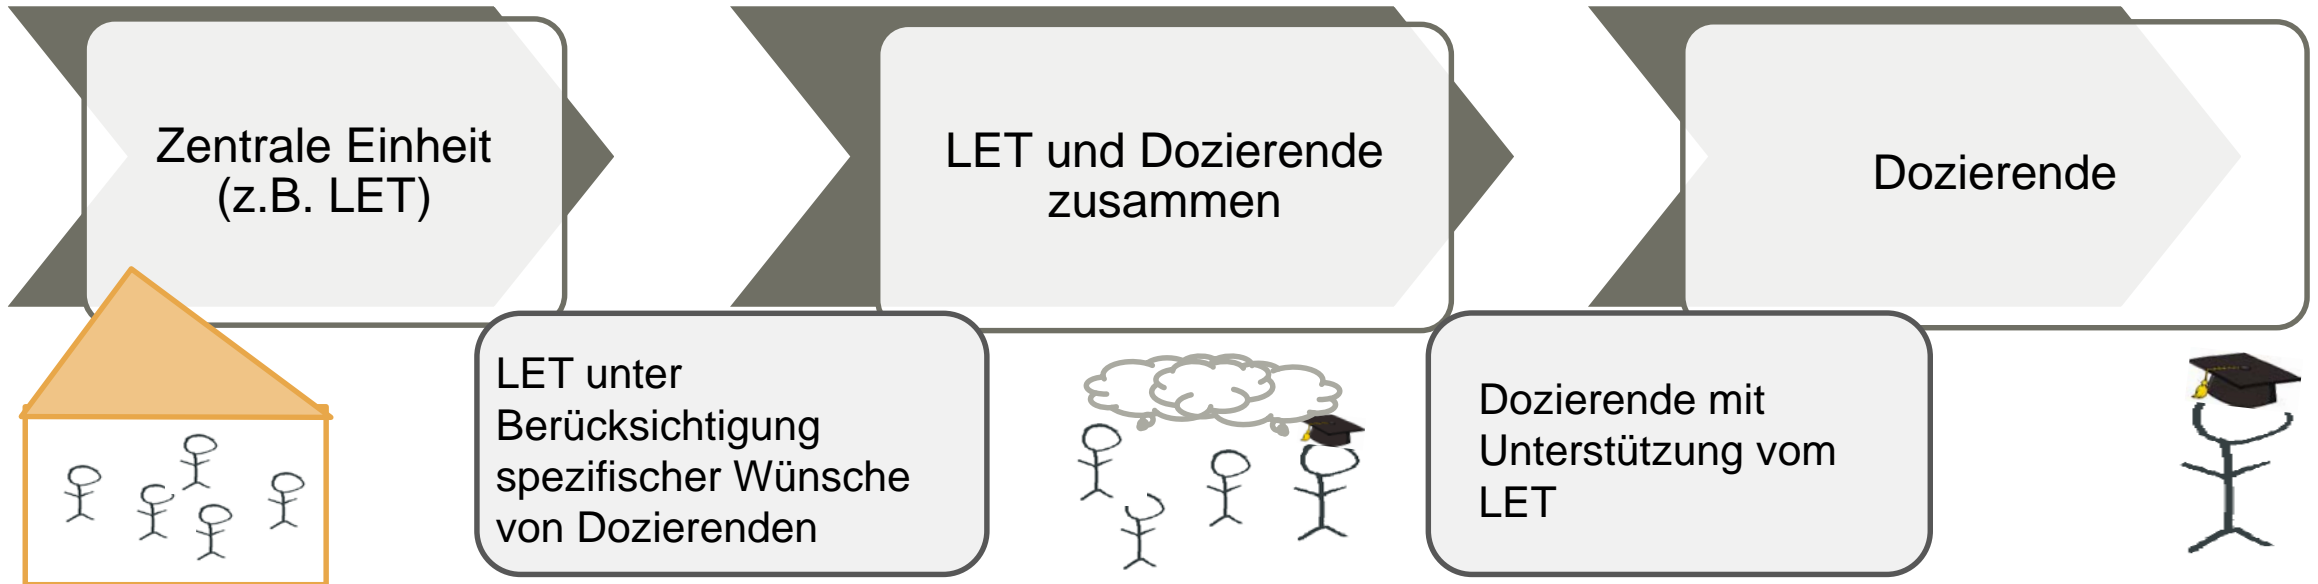 Zentrale Einheit
(z.B. LET)
LET und Dozierende
zusammen
Dozierende
LET unter
Berücksichtigung
spezifischer Wünsche
von Dozierenden
Dozierende mit
Unterstützung vom
LET